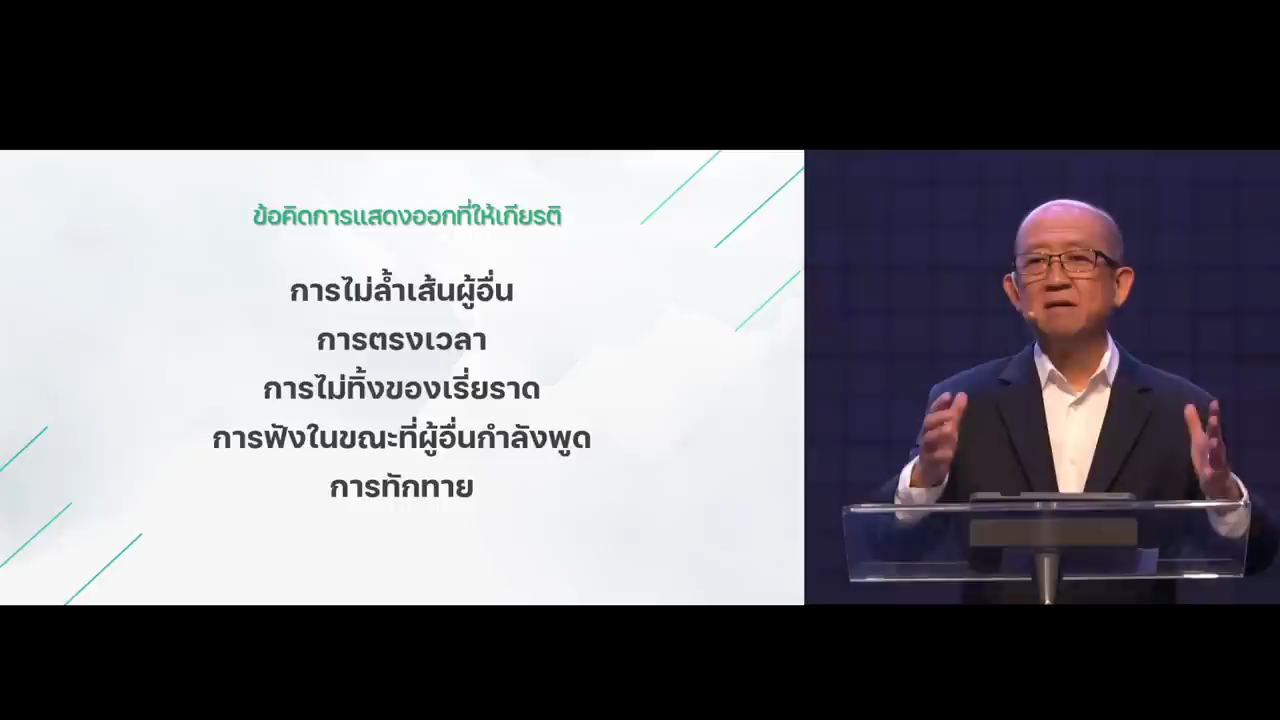 ข้อคิดการแสดงออกที่ให้เกียรติ
การไม่ล้ำเส้นผู้อื่น
การตรงเวลา
การไม่ทิ้งของเรี่ยราด
การฟังในขณะที่ผู้อื่นกำลังพูด
การทักทาย